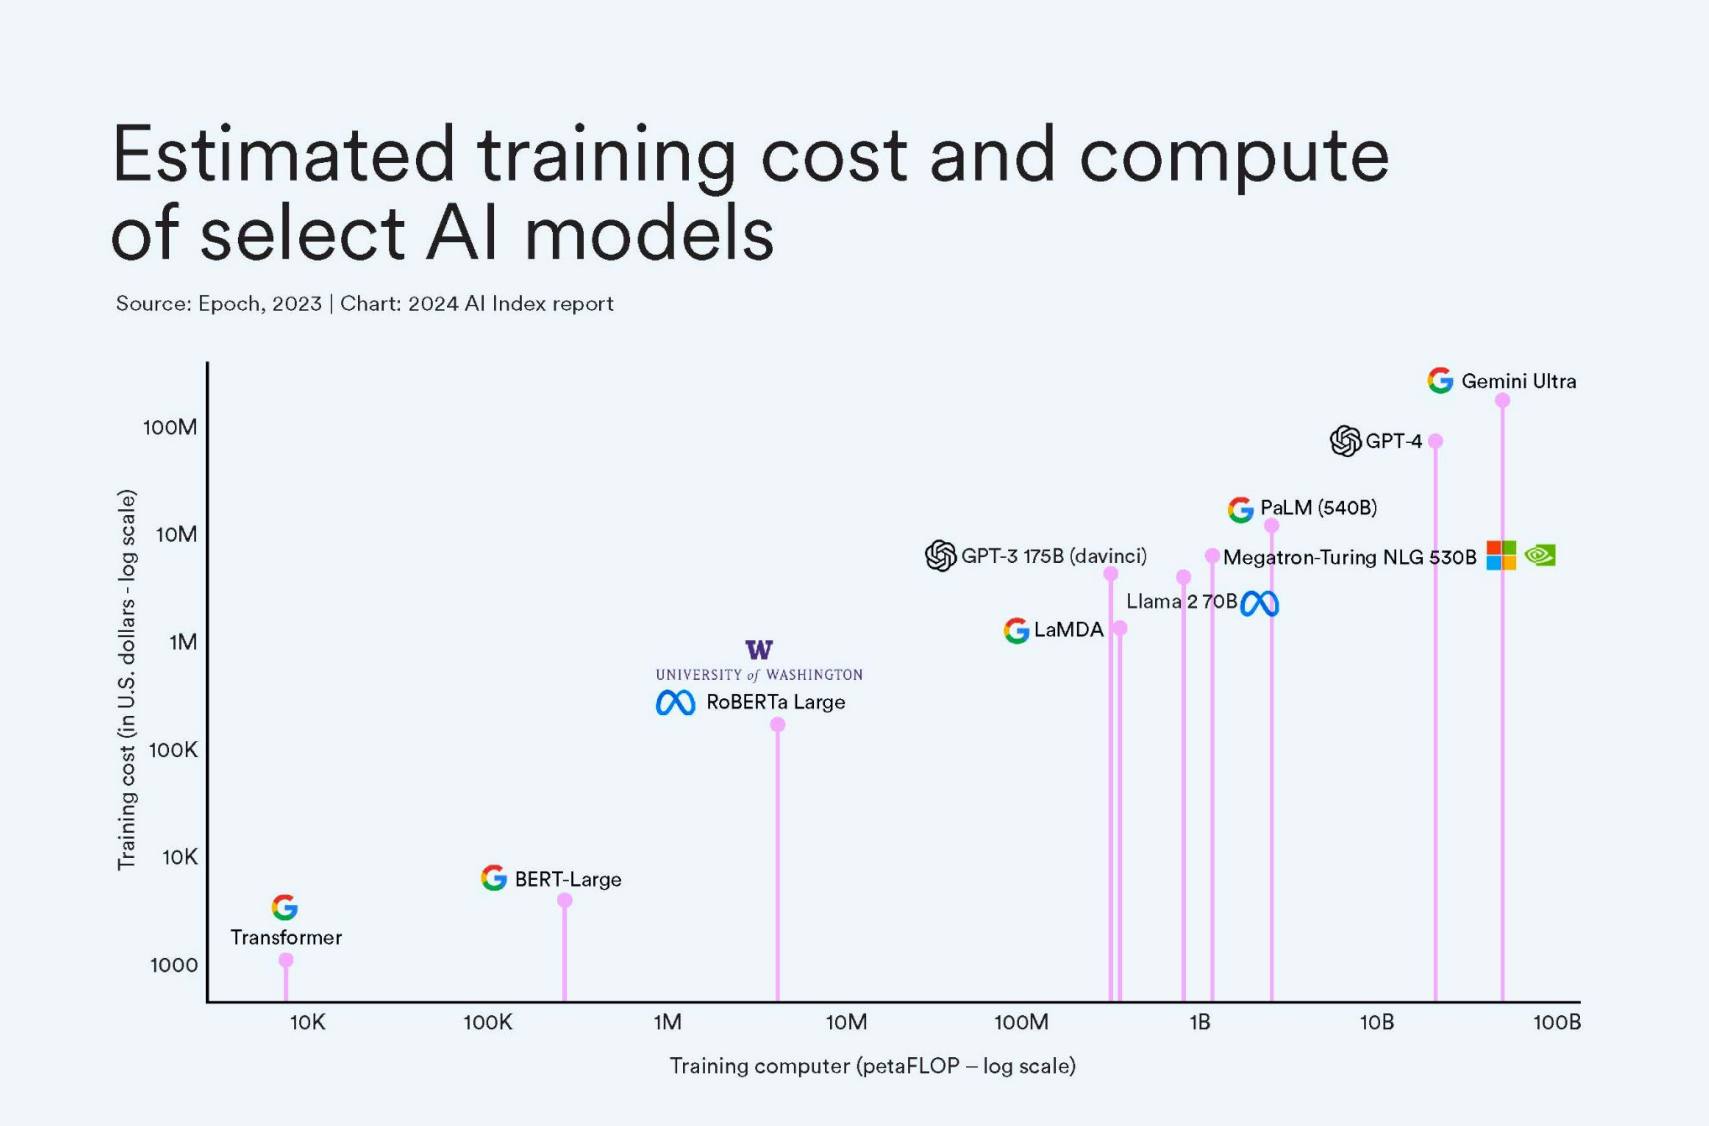 Estimated training cost and compute
of select AI models
Source: Epoch, 2023 | Chart: 2024 AI Index report
Training cost (in U.S. dollars - log scale)
100M
10M
1M
100K
10K
1000
Gemini Ultra
GPT-4
PaLM (540B)
GPT-3 175B (davinci)
Megatron-Turing NLG 530B
Llama 2 70B
LaMDA
W
UNIVERSITY of WASHINGTON
RoBERTa Large
BERT-Large
Transformer
10K
100K
1M
10M
100M
1B
10B
100B
Training computer (petaFLOP – log scale)